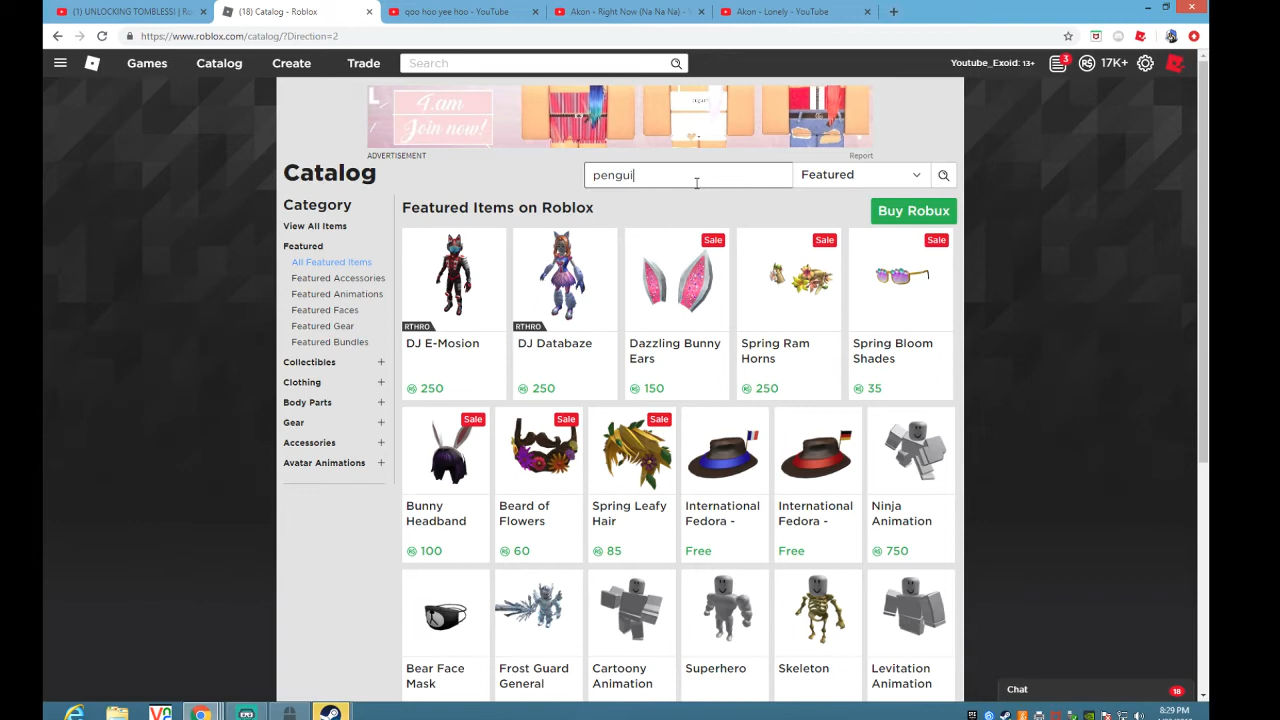 (1) UNLOCKING TOMBLESS! | Ro
(18) Catalog - Roblox
qoo hoo yee hoo - YouTube
Akon - Right Now (Na Na Na) -
Akon - Lonely - YouTube
https://www.roblox.com/catalog/?Direction=2
Games
Catalog
Create
Trade
Search
Youtube_Exoid: 13+
3
17K+
I am
Join now!
ADVERTISEMENT
Report
Catalog
pengui
Featured
Category
View All Items
Featured
All Featured Items
Featured Accessories
Featured Animations
Featured Faces
Featured Gear
Featured Bundles
Collectibles +
Clothing +
Body Parts +
Gear +
Accessories +
Avatar Animations +
Featured Items on Roblox
Buy Robux
Sale
Sale
Sale
RTHRO
RTHRO
DJ E-Mosion
DJ Databaze
Dazzling Bunny
Ears
Spring Ram
Horns
Spring Bloom
Shades
250
250
150
250
35
Sale
Sale
Sale
Bunny
Headband
Beard of
Flowers
Spring Leafy
Hair
International
Fedora -
International
Fedora -
Ninja
Animation
100
60
85
Free
Free
750
Bear Face
Mask
Frost Guard
General
Cartoony
Animation
Superhero
Skeleton
Levitation
Animation
Chat
18
8:29 PM